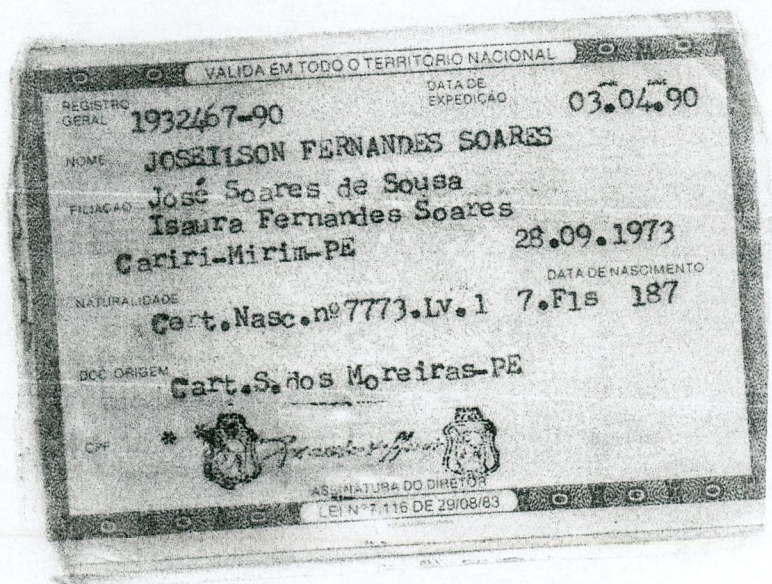 VALIDA EM TODO O TERRITÓRIO NACIONAL
REGISTRO GERAL 1932467-90 DATA DE EXPEDIÇÃO 03.04.90
NOME JOSEILSON FERNANDES SOARES
FILIAÇÃO José Soares de Sousa
Isaura Fernandes Soares
Cariri-Mirim-PE 28.09.1973
NATURALIDADE DATA DE NASCIMENTO
Cert.Nasc.nº7773.Lv.1 7.Fls 187
DOC ORIGEM Cart.S.dos Moreiras-PE
CPF *
ASSINATURA DO DIRETOR
LEI Nº 7.116 DE 29/08/83